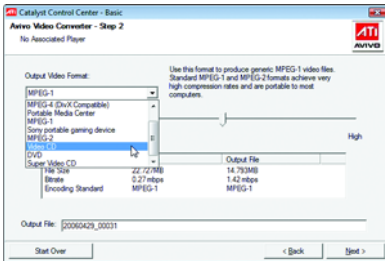 Catalyst Control Center - Basic
Avivo Video Converter - Step 2
No Associated Player
ATI
AVIVO
Output Video Format:
Use this format to produce generic MPEG-1 video files.
Standard MPEG-1 and MPEG-2 formats achieve very
high compression rates and are portable to most
computers.
MPEG-1
MPEG-4 (DivX Compatible)
Portable Media Center
MPEG-1
Sony portable gaming device
MPEG-2
Video CD
DVD
Super Video CD
High
Output File
File Size 22.727MB 14.793MB
Bitrate 0.27 mbps 1.42 mbps
Encoding Standard MPEG-1 MPEG-1
Output File: 20060429_00031
Start Over
< Back
Next >